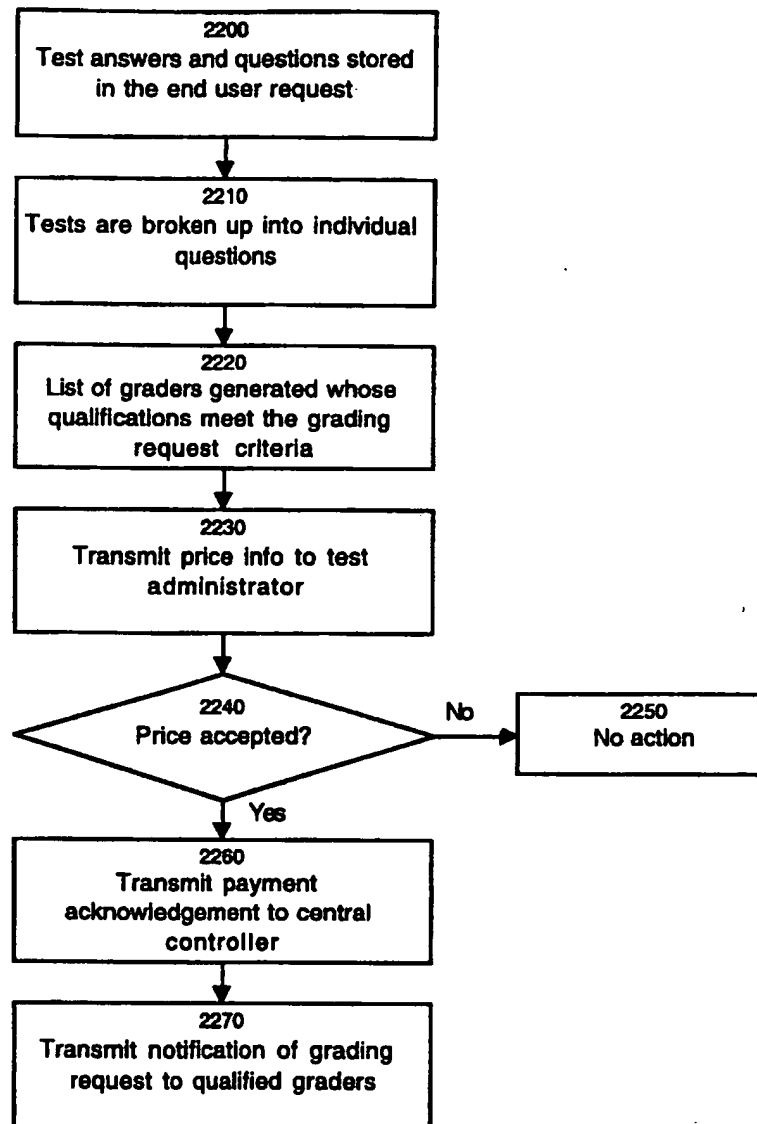 2200
Test answers and questions stored
in the end user request
2210
Tests are broken up into individual
questions
2220
List of graders generated whose
qualifications meet the grading
request criteria
2230
Transmit price info to test
administrator
2240
Price accepted?
No
2250
No action
Yes
2260
Transmit payment
acknowledgement to central
controller
2270
Transmit notification of grading
request to qualified graders